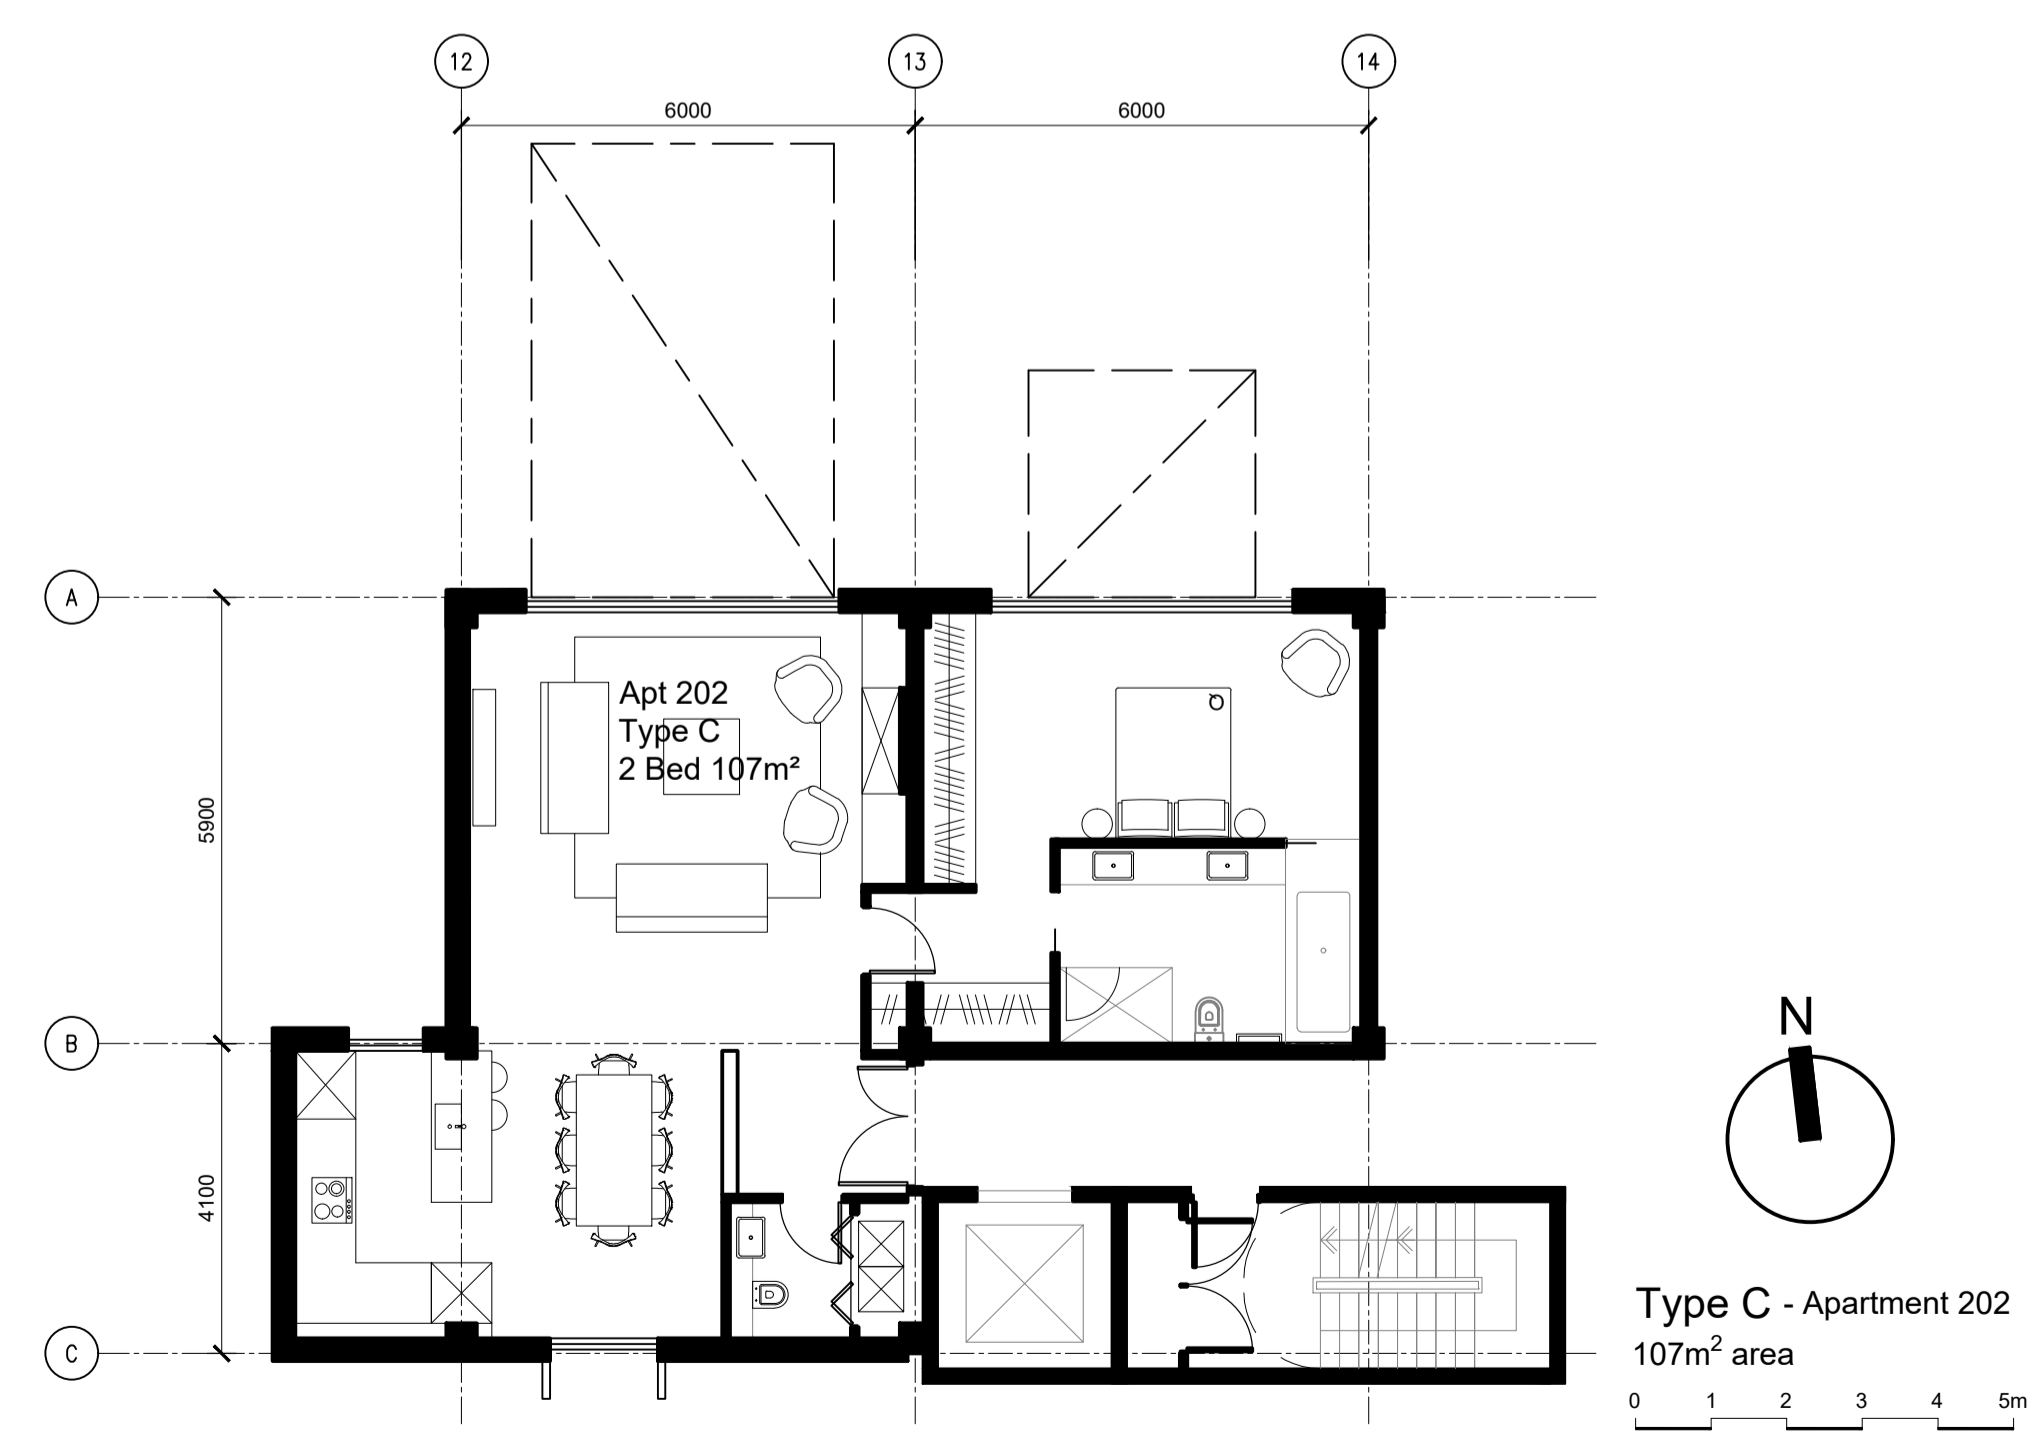 12
13
14
6000
6000
A
Apt 202
Type C
2 Bed 107m²
5900
B
N
4100
Type C - Apartment 202
C
107m² area
0 1 2 3 4 5m